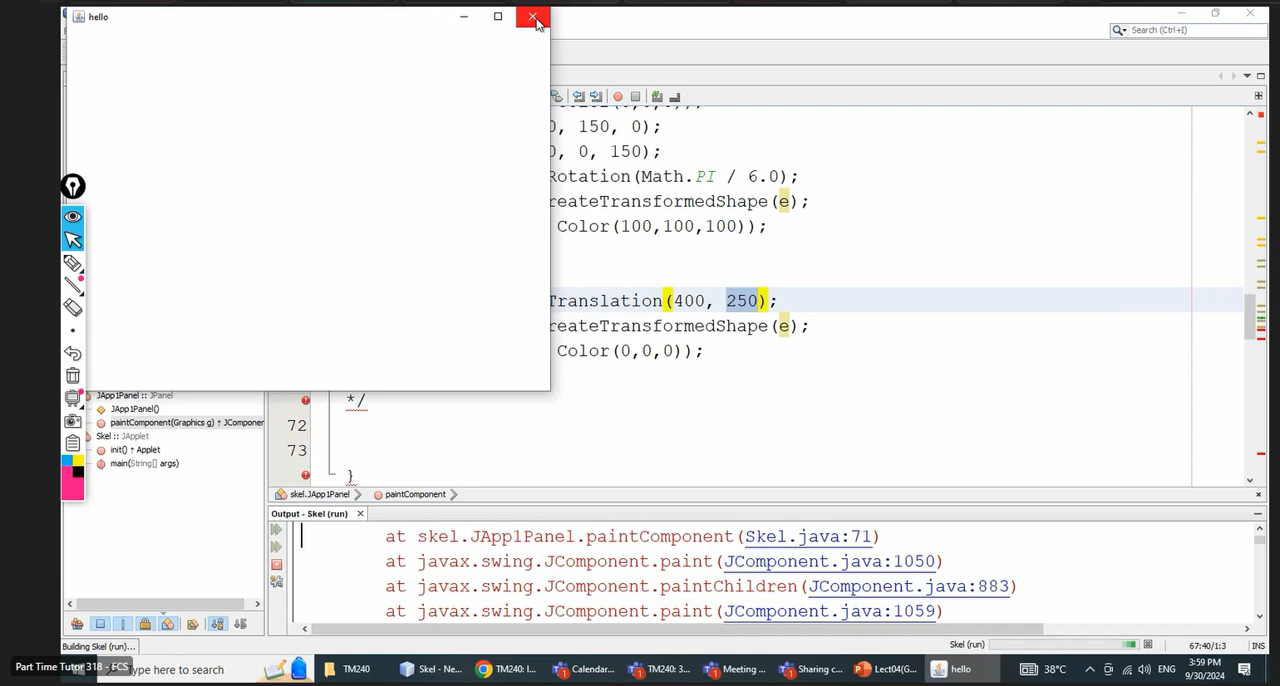 hello
Search (Ctrl+I)
0, 150, 0);
0, 0, 150);
Rotation(Math.PI / 6.0);
reateTransformedShape(e);
Color(100,100,100));
Translation(400, 250);
reateTransformedShape(e);
Color(0,0,0));
*/
72
73
}
JApp1Panel :: JPanel
JApp1Panel()
paintComponent(Graphics g) ↑ JComponer
Skel :: JApplet
init() ↑ Applet
main(String[] args)
skel.JApp1Panel
paintComponent
Output - Skel (run)
at skel.JApp1Panel.paintComponent(Skel.java:71)
at javax.swing.JComponent.paint(JComponent.java:1050)
at javax.swing.JComponent.paintChildren(JComponent.java:883)
at javax.swing.JComponent.paint(JComponent.java:1059)
Building Skel (run)...
Skel (run)
67:40/1:3
INS
Part Time Tutor 318 - FCS
ype here to search
TM240
Skel - Ne...
TM240: I...
Calendar...
TM240: 3...
Meeting ...
Sharing c...
Lect04(G...
hello
38°C
ENG
3:59 PM
9/30/2024